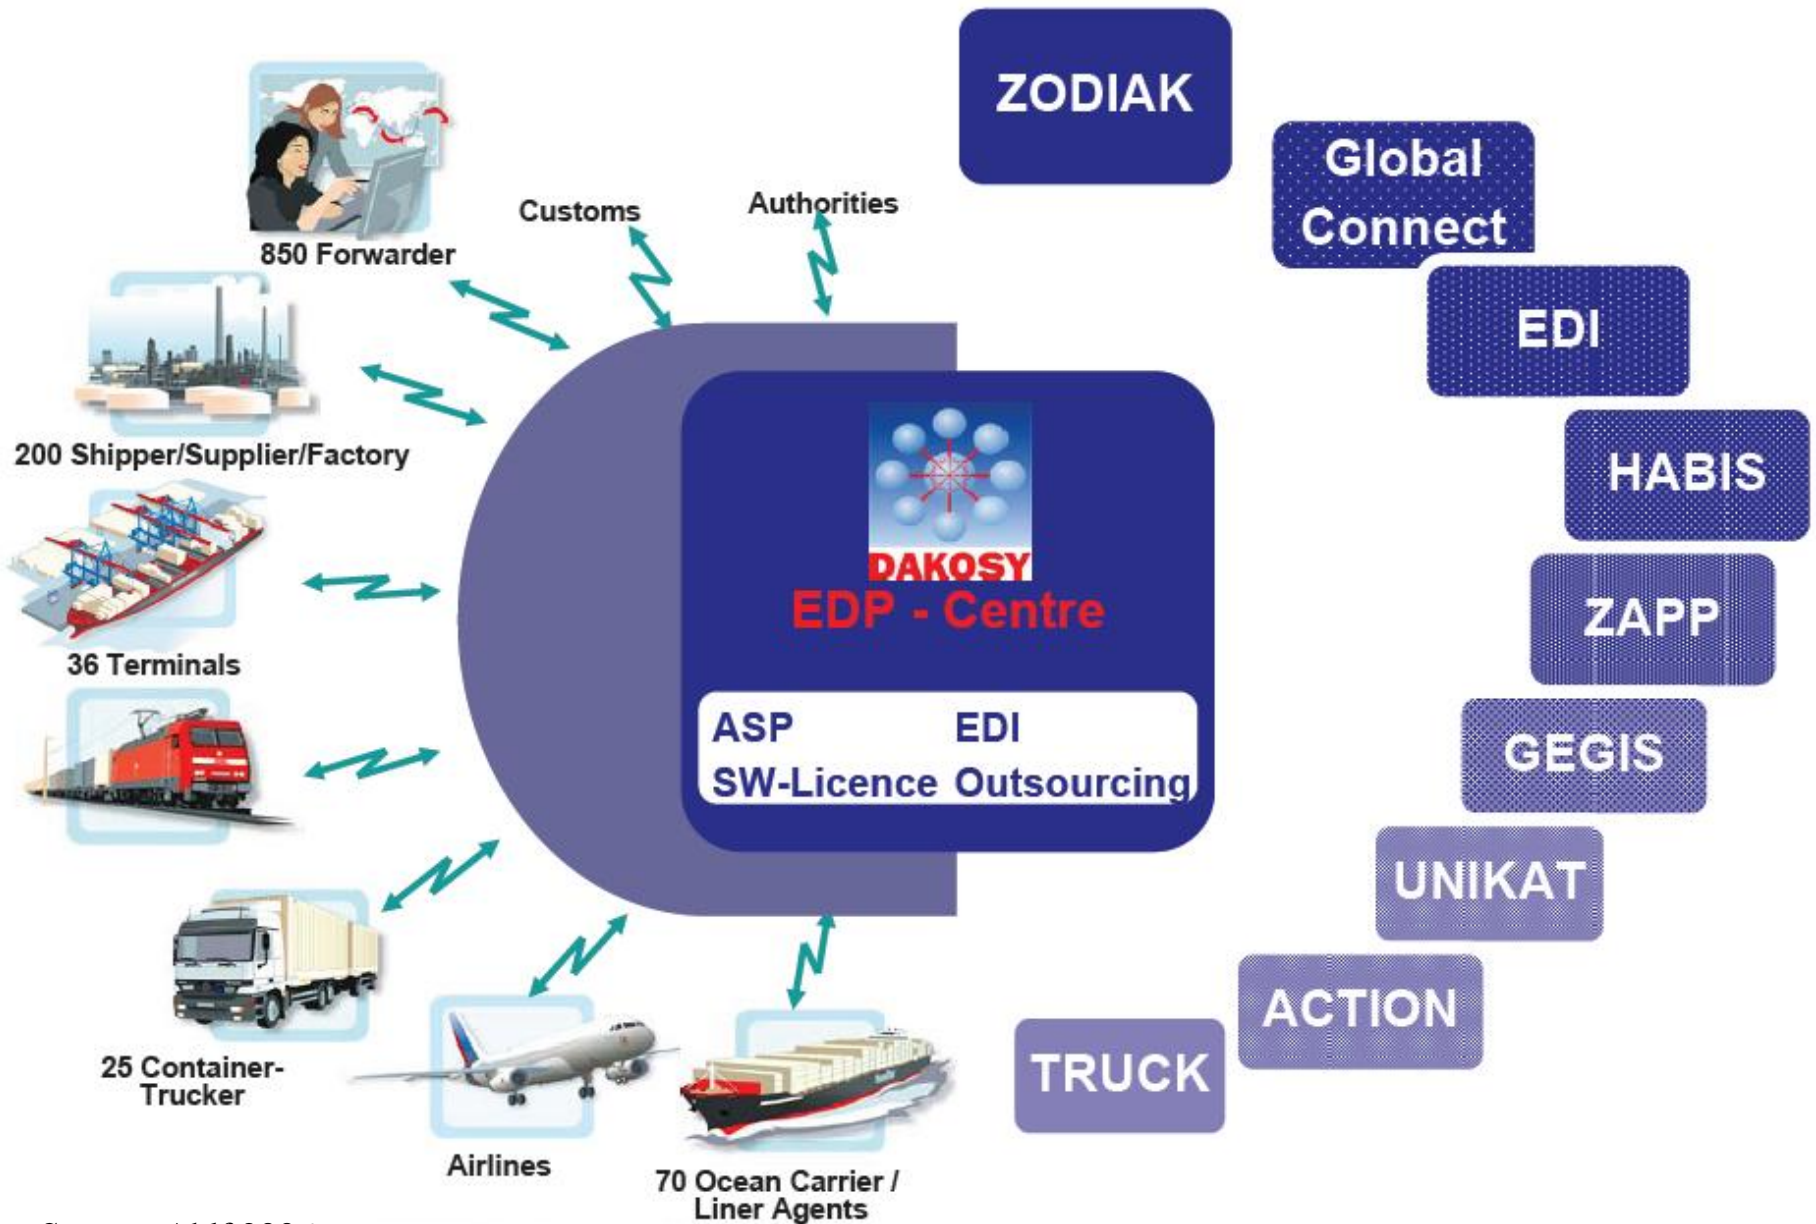 ZODIAK
Global
Connect
EDI
HABIS
ZAPP
GEGIS
UNIKAT
ACTION
TRUCK
Customs
Authorities
850 Forwarder
200 Shipper/Supplier/Factory
36 Terminals
25 Container-
Trucker
Airlines
70 Ocean Carrier /
Liner Agents
DAKOSY
EDP - Centre
ASP EDI
SW-Licence Outsourcing